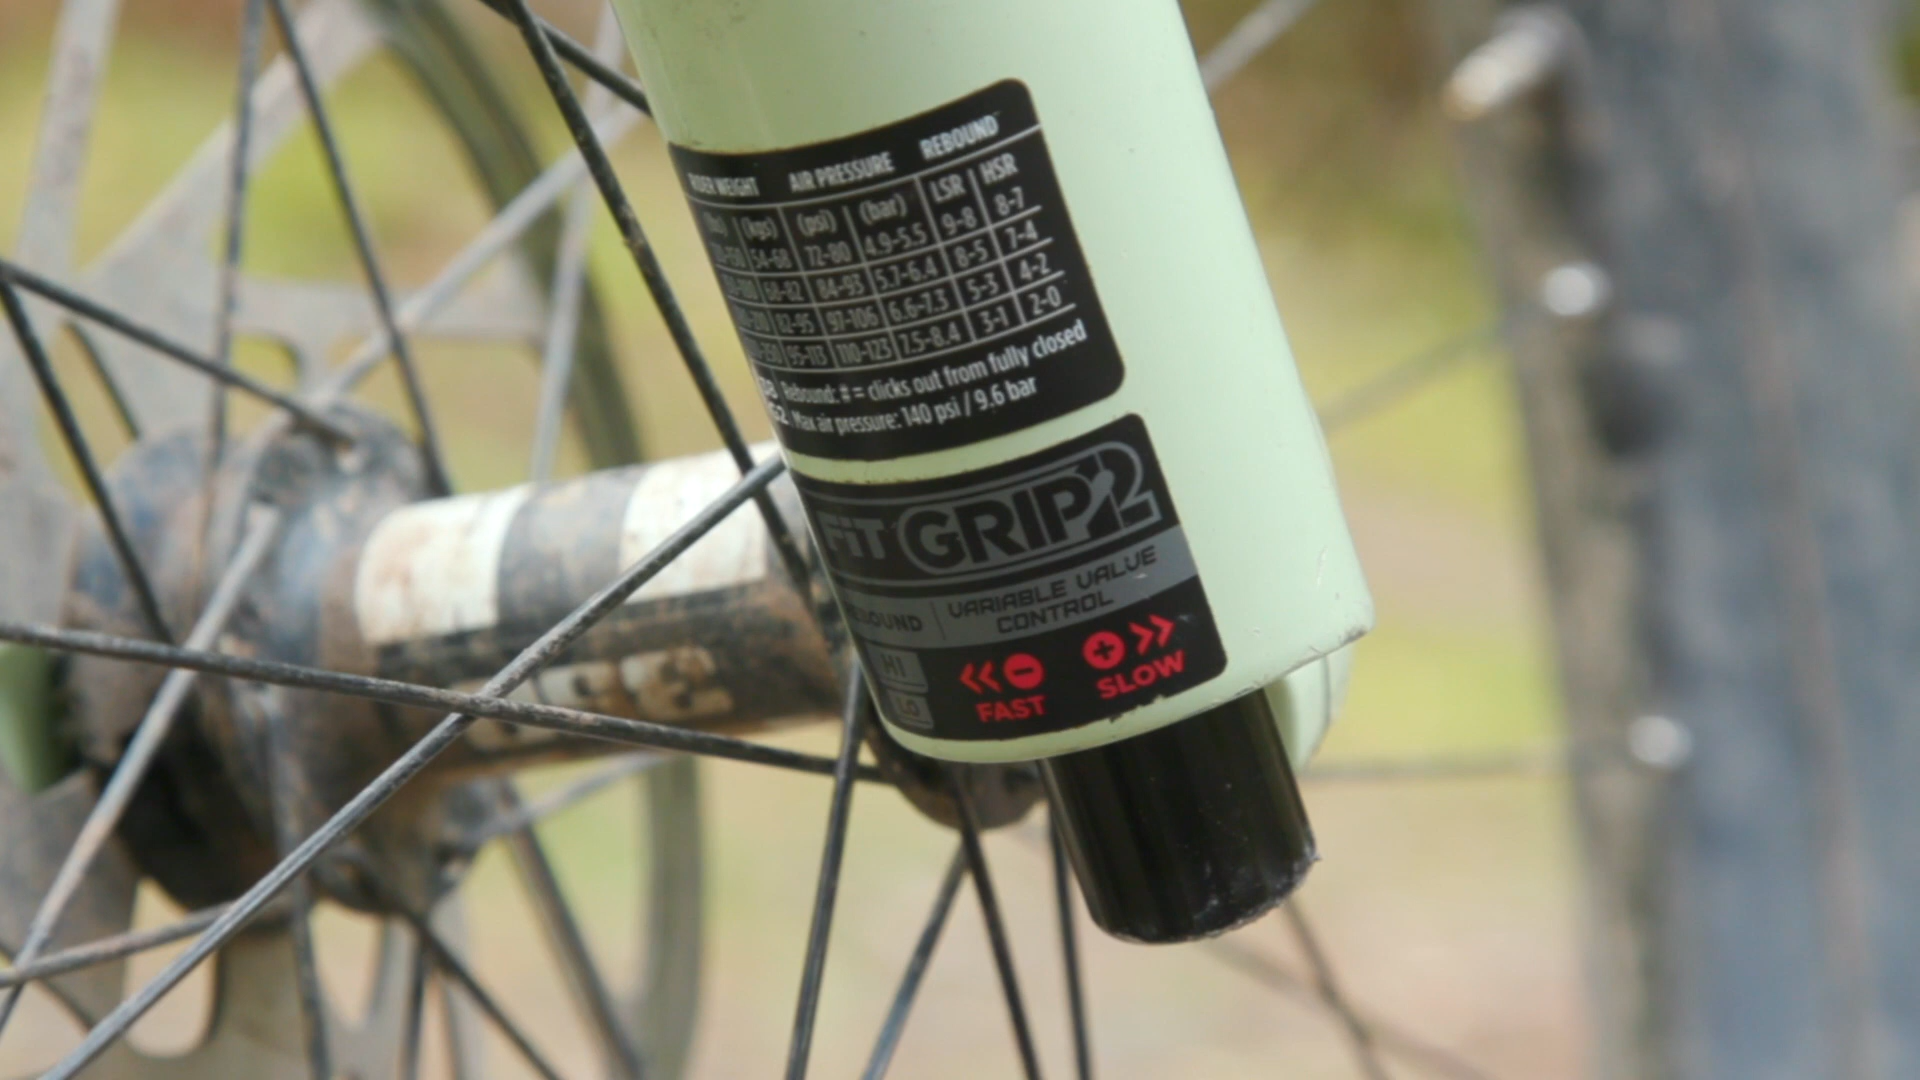 RIDER WEIGHT AIR PRESSURE REBOUND
(kgs) (psi) (bar) LSR HSR
54-68 72-80 4.9-5.5 9-8 8-7
68-82 84-93 5.7-6.4 8-5 7-4
82-95 97-106 6.6-7.3 5-3 4-2
95-113 110-123 7.5-8.4 3-1 2-0
Rebound: # = clicks out from fully closed
Max air pressure: 140 psi / 9.6 bar
FiT GRIP2
REBOUND VARIABLE VALVE
CONTROL
HI
LO
<< - + >>
FAST SLOW